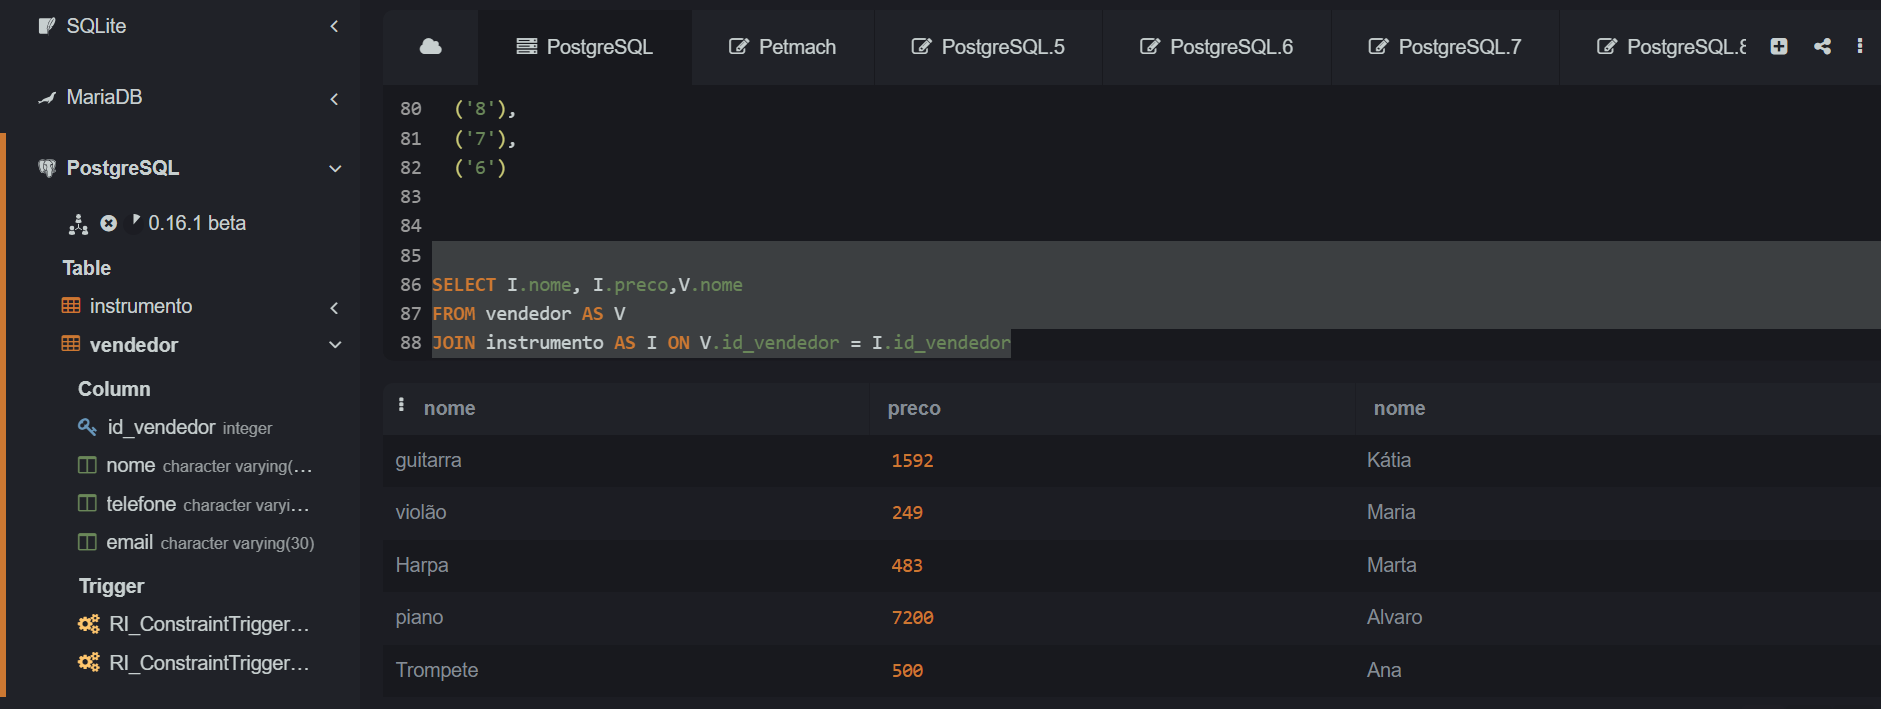 SQLite
MariaDB
PostgreSQL
0.16.1 beta
Table
instrumento
vendedor
Column
id_vendedor integer
nome character varying(...
telefone character varyi...
email character varying(30)
Trigger
RI_ConstraintTrigger...
RI_ConstraintTrigger...
PostgreSQL Petmach PostgreSQL.5 PostgreSQL.6 PostgreSQL.7 PostgreSQL.8
80 ('8'),
81 ('7'),
82 ('6')
83
84
85
86 SELECT I.nome, I.preco,V.nome
87 FROM vendedor AS V
88 JOIN instrumento AS I ON V.id_vendedor = I.id_vendedor
nome preco nome
guitarra 1592 Kátia
violão 249 Maria
Harpa 483 Marta
piano 7200 Alvaro
Trompete 500 Ana